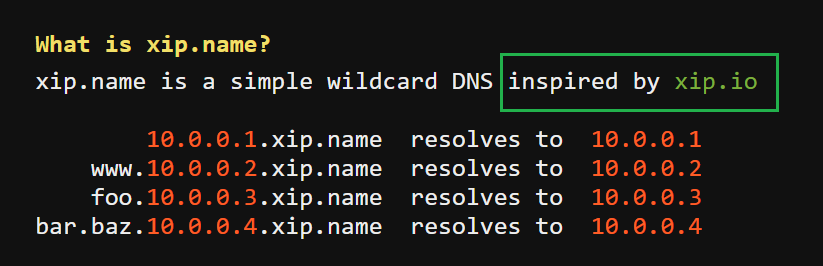 What is xip.name?
xip.name is a simple wildcard DNS inspired by xip.io
10.0.0.1.xip.name resolves to 10.0.0.1
www.10.0.0.2.xip.name resolves to 10.0.0.2
foo.10.0.0.3.xip.name resolves to 10.0.0.3
bar.baz.10.0.0.4.xip.name resolves to 10.0.0.4